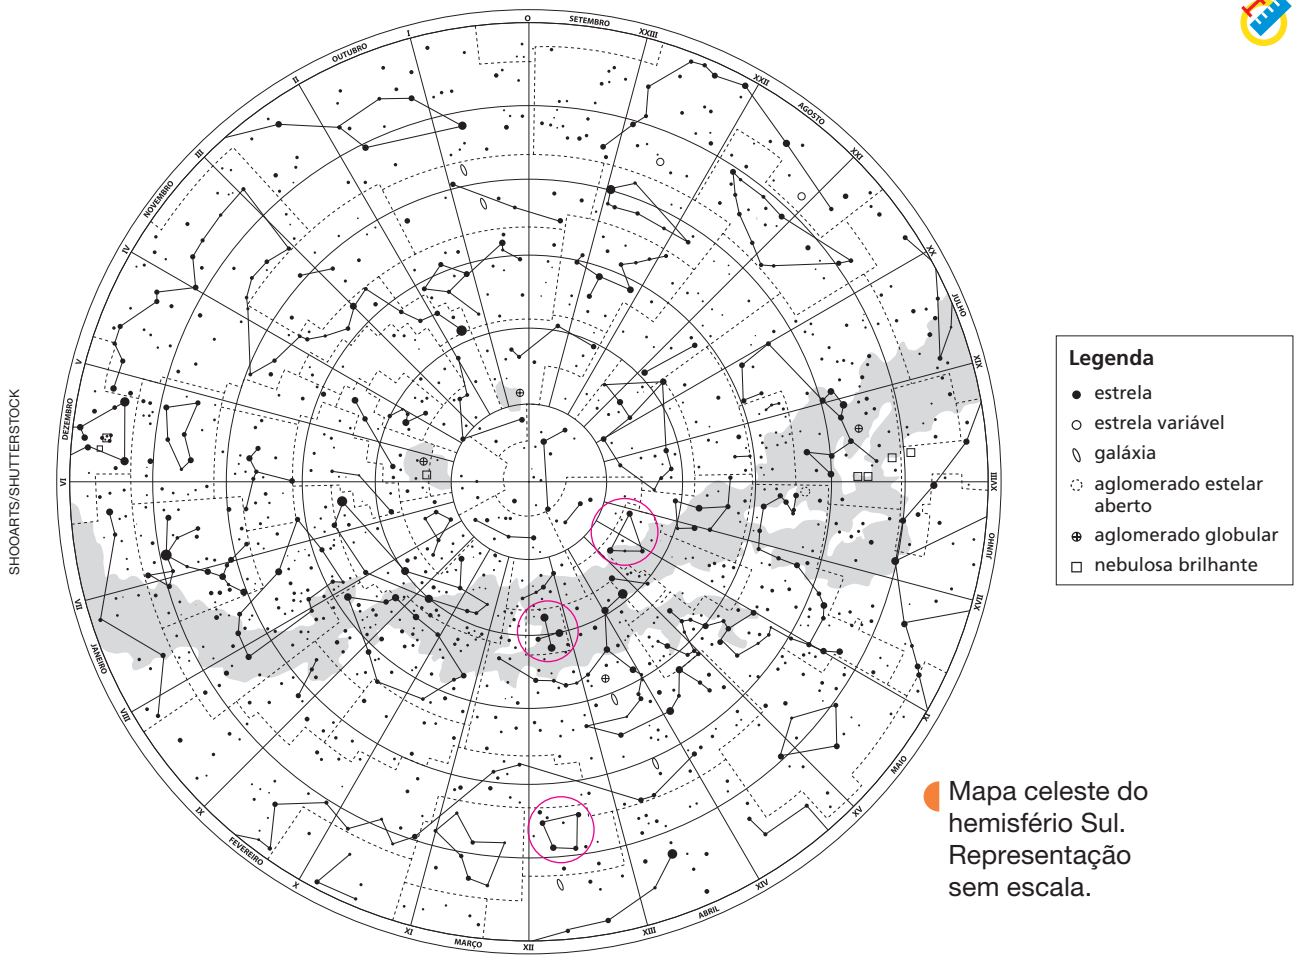 O
SETEMBRO
XXIII
XXII
AGOSTO
XXI
XX
JULHO
XIX
XVIII
JUNHO
XVII
XVI
MAIO
XV
XIV
ABRIL
XIII
XII
MARÇO
XI
X
FEVEREIRO
IX
VIII
JANEIRO
VII
VI
DEZEMBRO
V
IV
NOVEMBRO
III
II
OUTUBRO
I
SHOOARTS/SHUTTERSTOCK
Legenda
estrela
estrela variável
galáxia
aglomerado estelar
aberto
aglomerado globular
nebulosa brilhante
Mapa celeste do
hemisfério Sul.
Representação
sem escala.